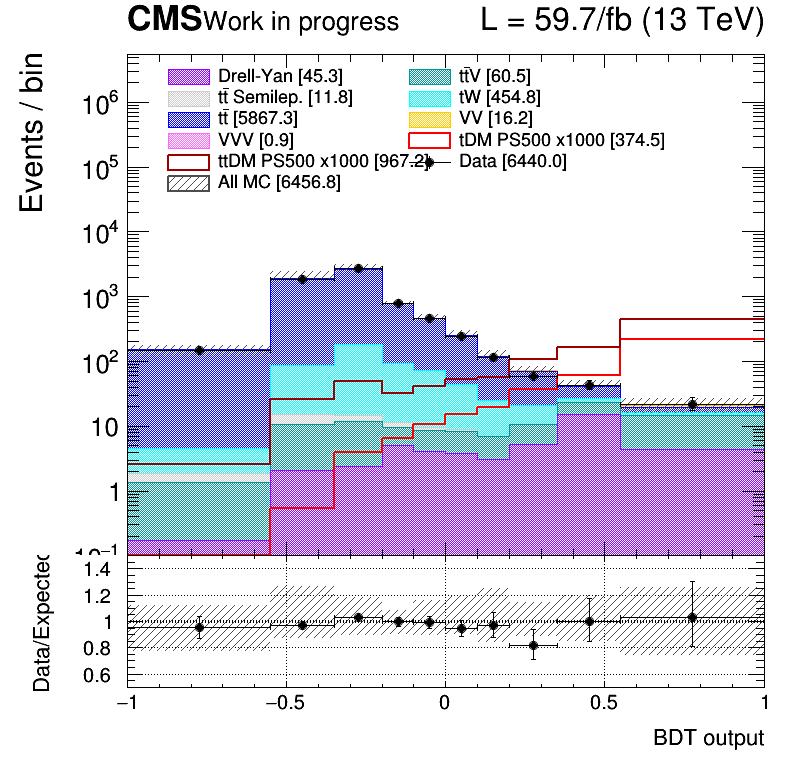 CMS Work in progress L = 59.7/fb (13 TeV)
Events / bin
Drell-Yan [45.3] tt̄V [60.5]
tt̄ Semilep. [11.8] tW [454.8]
tt̄ [5867.3] VV [16.2]
VVV [0.9] tDM PS500 x1000 [374.5]
ttDM PS500 x1000 [967.2] Data [6440.0]
All MC [6456.8]
10⁶
10⁵
10⁴
10³
10²
10
1
10⁻¹
Data/Expected
1.4
1.2
1
0.8
0.6
−1 −0.5 0 0.5 1
BDT output